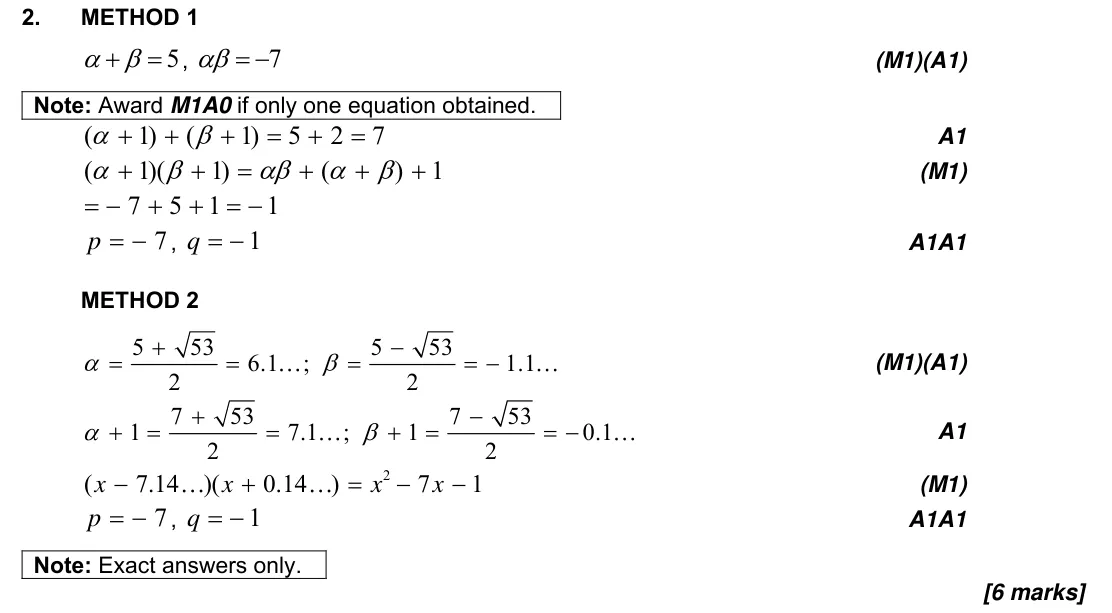 2. METHOD 1
α + β = 5, αβ = −7 (M1)(A1)
Note: Award M1A0 if only one equation obtained.
(α + 1) + (β + 1) = 5 + 2 = 7 A1
(α + 1)(β + 1) = αβ + (α + β) + 1 (M1)
= − 7 + 5 + 1 = − 1
p = − 7, q = − 1 A1A1
METHOD 2
α = (5 + √53)/2 = 6.1...; β = (5 − √53)/2 = − 1.1... (M1)(A1)
α + 1 = (7 + √53)/2 = 7.1...; β + 1 = (7 − √53)/2 = −0.1... A1
(x − 7.14...)(x + 0.14...) = x² − 7x − 1 (M1)
p = − 7, q = − 1 A1A1
Note: Exact answers only.
[6 marks]